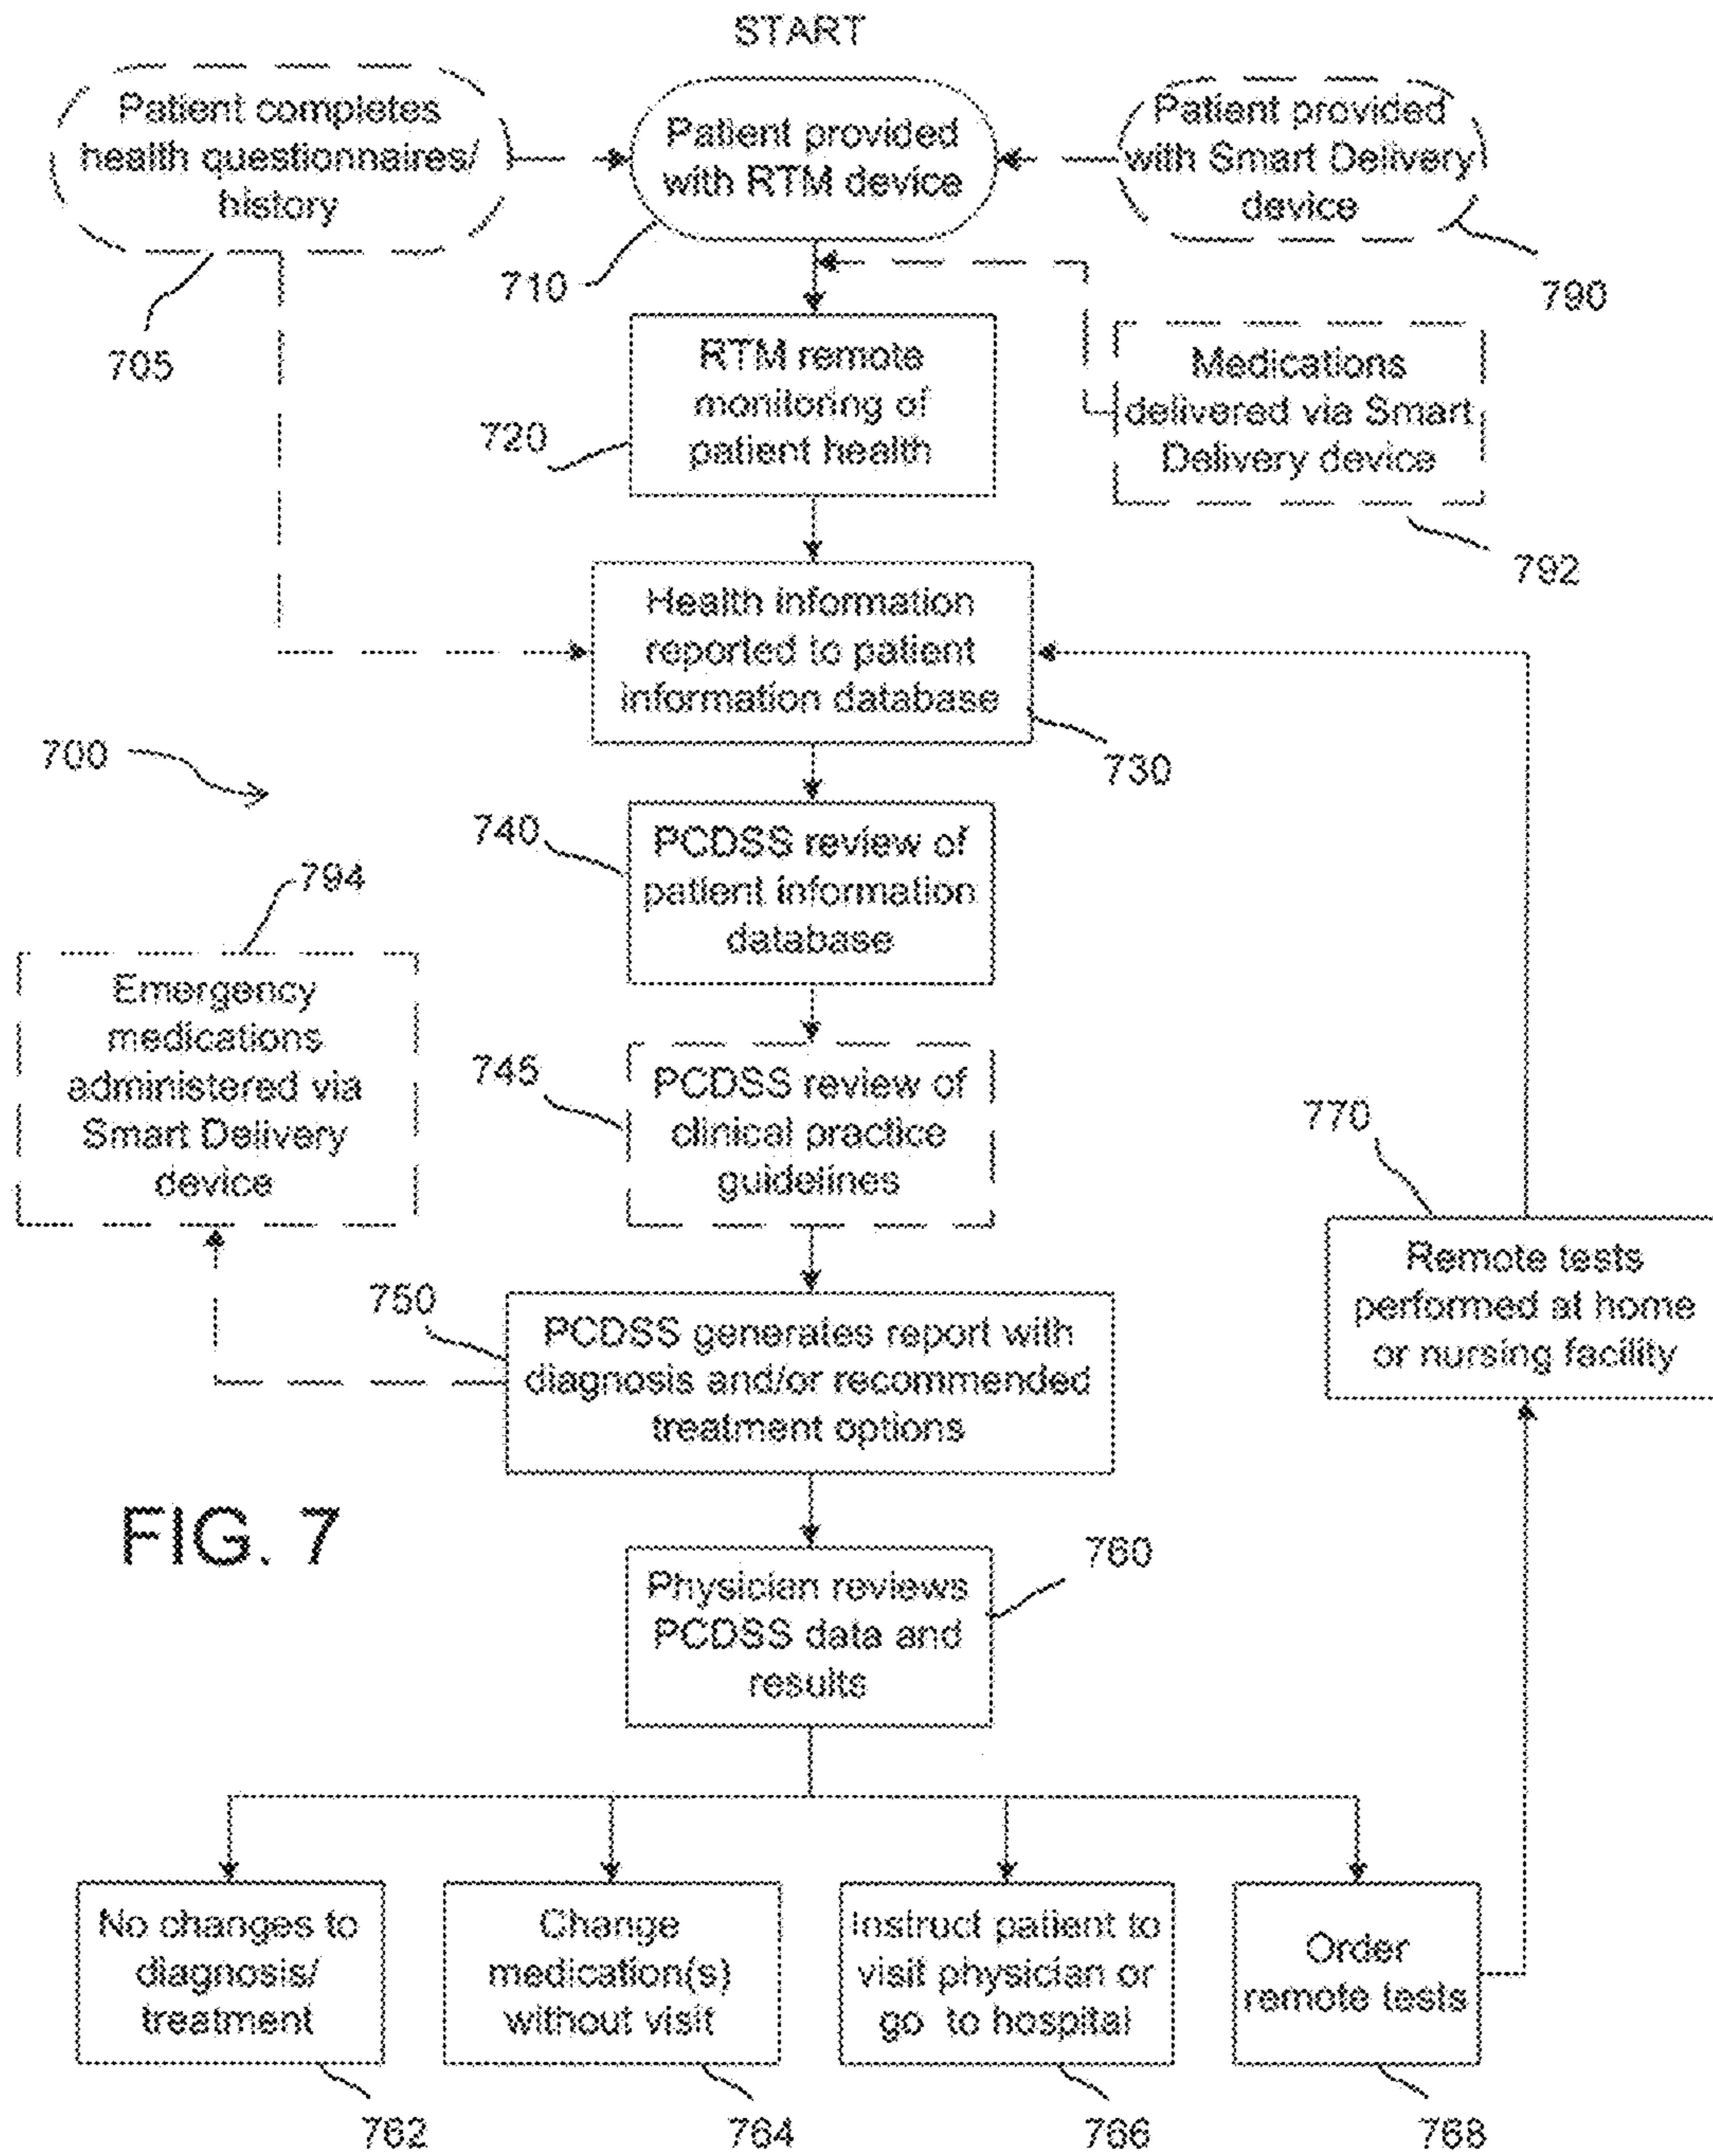 START
Patient completes
health questionnaires/
history
Patient provided
with RTM device
Patient provided
with Smart Delivery
device
710
790
705
RTM remote
monitoring of
patient health
720
Medications
delivered via Smart
Delivery device
792
Health information
reported to patient
information database
730
700
740
PCDSS review of
patient information
database
794
Emergency
medications
administered via
Smart Delivery
device
745
PCDSS review of
clinical practice
guidelines
770
Remote tests
performed at home
or nursing facility
750
PCDSS generates report with
diagnosis and/or recommended
treatment options
FIG. 7
760
Physician reviews
PCDSS data and
results
No changes to
diagnosis/
treatment
Change
medication(s)
without visit
Instruct patient to
visit physician or
go to hospital
Order
remote tests
762
764
766
768